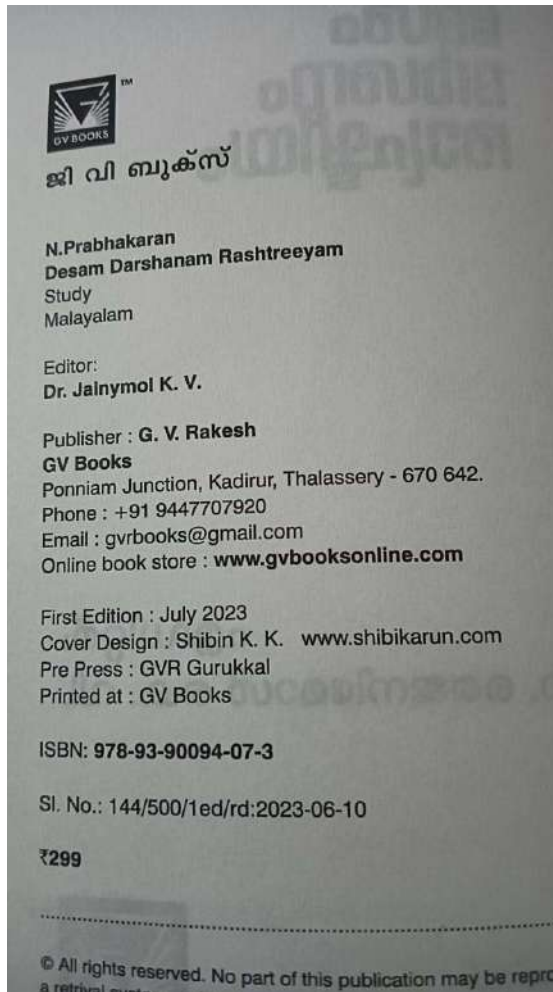 TM
GV BOOKS
ജി വി ബുക്സ്
N.Prabhakaran
Desam Darshanam Rashtreeyam
Study
Malayalam
Editor:
Dr. Jainymol K. V.
Publisher : G. V. Rakesh
GV Books
Ponniam Junction, Kadirur, Thalassery - 670 642.
Phone : +91 9447707920
Email : gvrbooks@gmail.com
Online book store : www.gvbooksonline.com
First Edition : July 2023
Cover Design : Shibin K. K. www.shibikarun.com
Pre Press : GVR Gurukkal
Printed at : GV Books
ISBN: 978-93-90094-07-3
Sl. No.: 144/500/1ed/rd:2023-06-10
₹299
© All rights reserved. No part of this publication may be repro
a retrival